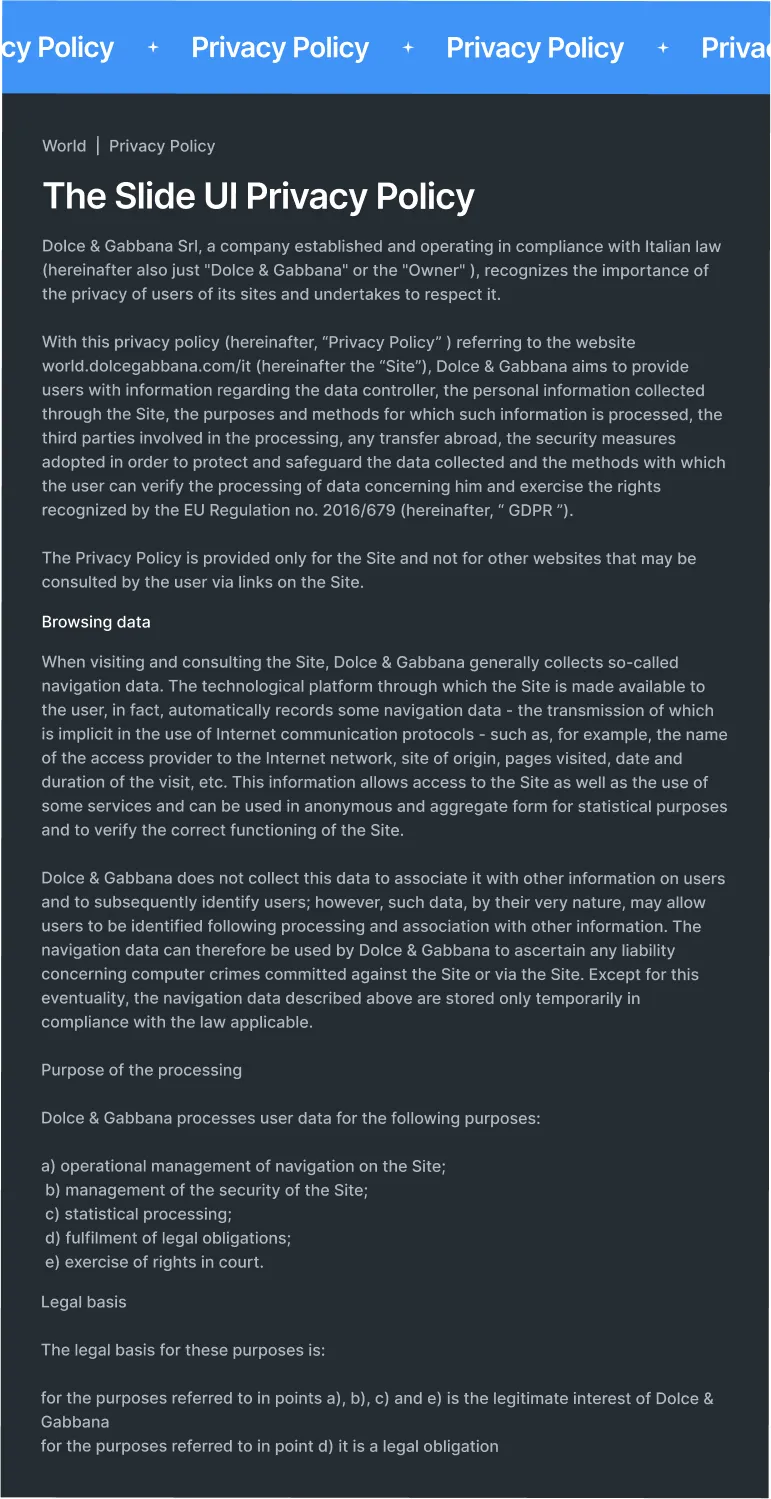 cy Policy + Privacy Policy + Privacy Policy + Privac
World | Privacy Policy
The Slide UI Privacy Policy
Dolce & Gabbana Srl, a company established and operating in compliance with Italian law
(hereinafter also just "Dolce & Gabbana" or the "Owner" ), recognizes the importance of
the privacy of users of its sites and undertakes to respect it.
With this privacy policy (hereinafter, “Privacy Policy” ) referring to the website
world.dolcegabbana.com/it (hereinafter the “Site”), Dolce & Gabbana aims to provide
users with information regarding the data controller, the personal information collected
through the Site, the purposes and methods for which such information is processed, the
third parties involved in the processing, any transfer abroad, the security measures
adopted in order to protect and safeguard the data collected and the methods with which
the user can verify the processing of data concerning him and exercise the rights
recognized by the EU Regulation no. 2016/679 (hereinafter, “ GDPR ”).
The Privacy Policy is provided only for the Site and not for other websites that may be
consulted by the user via links on the Site.
Browsing data
When visiting and consulting the Site, Dolce & Gabbana generally collects so-called
navigation data. The technological platform through which the Site is made available to
the user, in fact, automatically records some navigation data - the transmission of which
is implicit in the use of Internet communication protocols - such as, for example, the name
of the access provider to the Internet network, site of origin, pages visited, date and
duration of the visit, etc. This information allows access to the Site as well as the use of
some services and can be used in anonymous and aggregate form for statistical purposes
and to verify the correct functioning of the Site.
Dolce & Gabbana does not collect this data to associate it with other information on users
and to subsequently identify users; however, such data, by their very nature, may allow
users to be identified following processing and association with other information. The
navigation data can therefore be used by Dolce & Gabbana to ascertain any liability
concerning computer crimes committed against the Site or via the Site. Except for this
eventuality, the navigation data described above are stored only temporarily in
compliance with the law applicable.
Purpose of the processing
Dolce & Gabbana processes user data for the following purposes:
a) operational management of navigation on the Site;
b) management of the security of the Site;
c) statistical processing;
d) fulfilment of legal obligations;
e) exercise of rights in court.
Legal basis
The legal basis for these purposes is:
for the purposes referred to in points a), b), c) and e) is the legitimate interest of Dolce &
Gabbana
for the purposes referred to in point d) it is a legal obligation